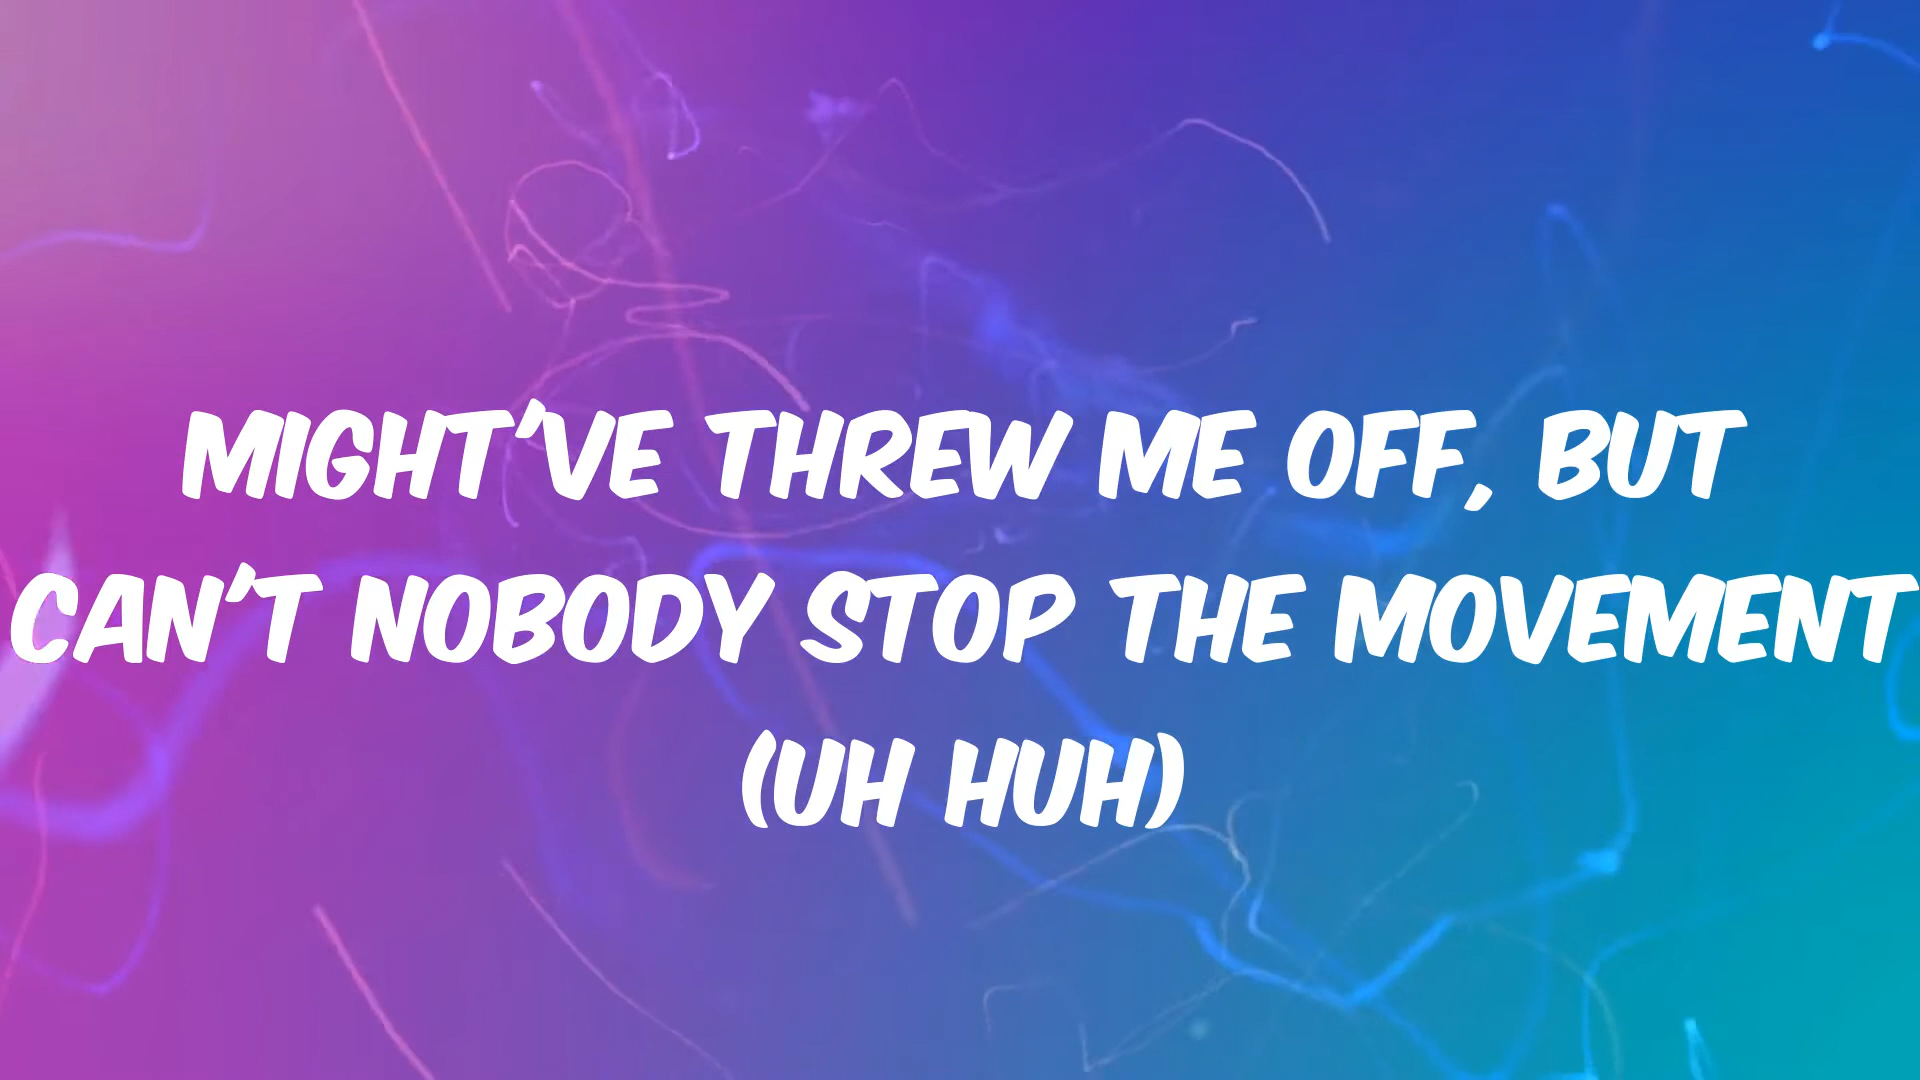 MIGHT'VE THREW ME OFF, BUT
CAN'T NOBODY STOP THE MOVEMENT
(UH HUH)